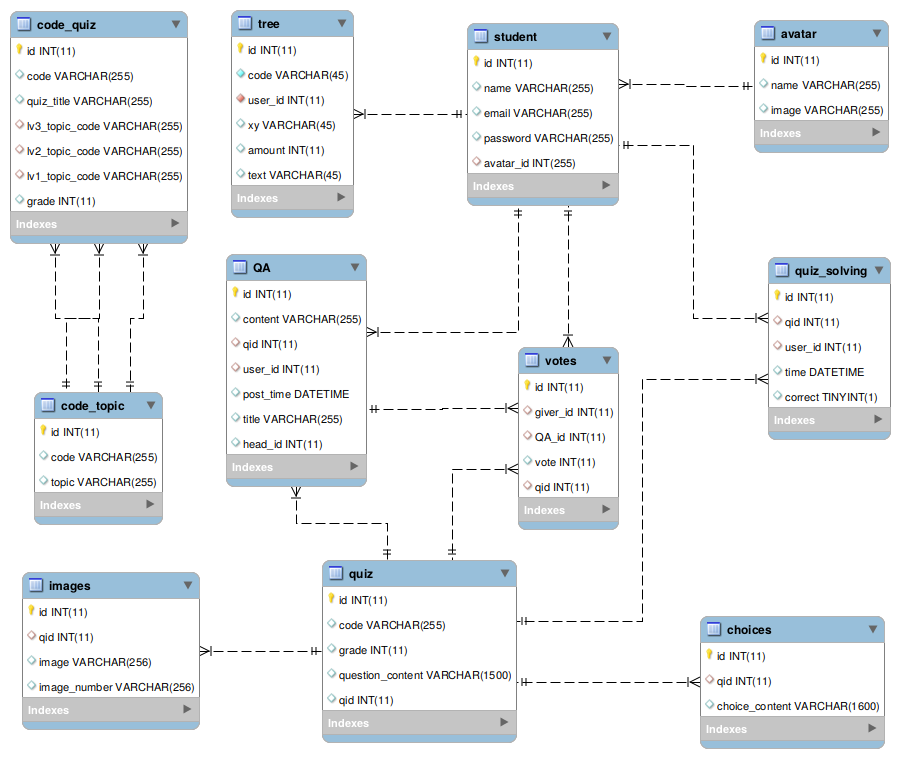 code_quiz
id INT(11)
code VARCHAR(255)
quiz_title VARCHAR(255)
lv3_topic_code VARCHAR(255)
lv2_topic_code VARCHAR(255)
lv1_topic_code VARCHAR(255)
grade INT(11)
Indexes
tree
id INT(11)
code VARCHAR(45)
user_id INT(11)
xy VARCHAR(45)
amount INT(11)
text VARCHAR(45)
Indexes
student
id INT(11)
name VARCHAR(255)
email VARCHAR(255)
password VARCHAR(255)
avatar_id INT(255)
Indexes
avatar
id INT(11)
name VARCHAR(255)
image VARCHAR(255)
Indexes
QA
id INT(11)
content VARCHAR(255)
qid INT(11)
user_id INT(11)
post_time DATETIME
title VARCHAR(255)
head_id INT(11)
Indexes
quiz_solving
id INT(11)
qid INT(11)
user_id INT(11)
time DATETIME
correct TINYINT(1)
Indexes
votes
id INT(11)
giver_id INT(11)
QA_id INT(11)
vote INT(11)
qid INT(11)
Indexes
code_topic
id INT(11)
code VARCHAR(255)
topic VARCHAR(255)
Indexes
images
id INT(11)
qid INT(11)
image VARCHAR(256)
image_number VARCHAR(256)
Indexes
quiz
id INT(11)
code VARCHAR(255)
grade INT(11)
question_content VARCHAR(1500)
qid INT(11)
Indexes
choices
id INT(11)
qid INT(11)
choice_content VARCHAR(1600)
Indexes